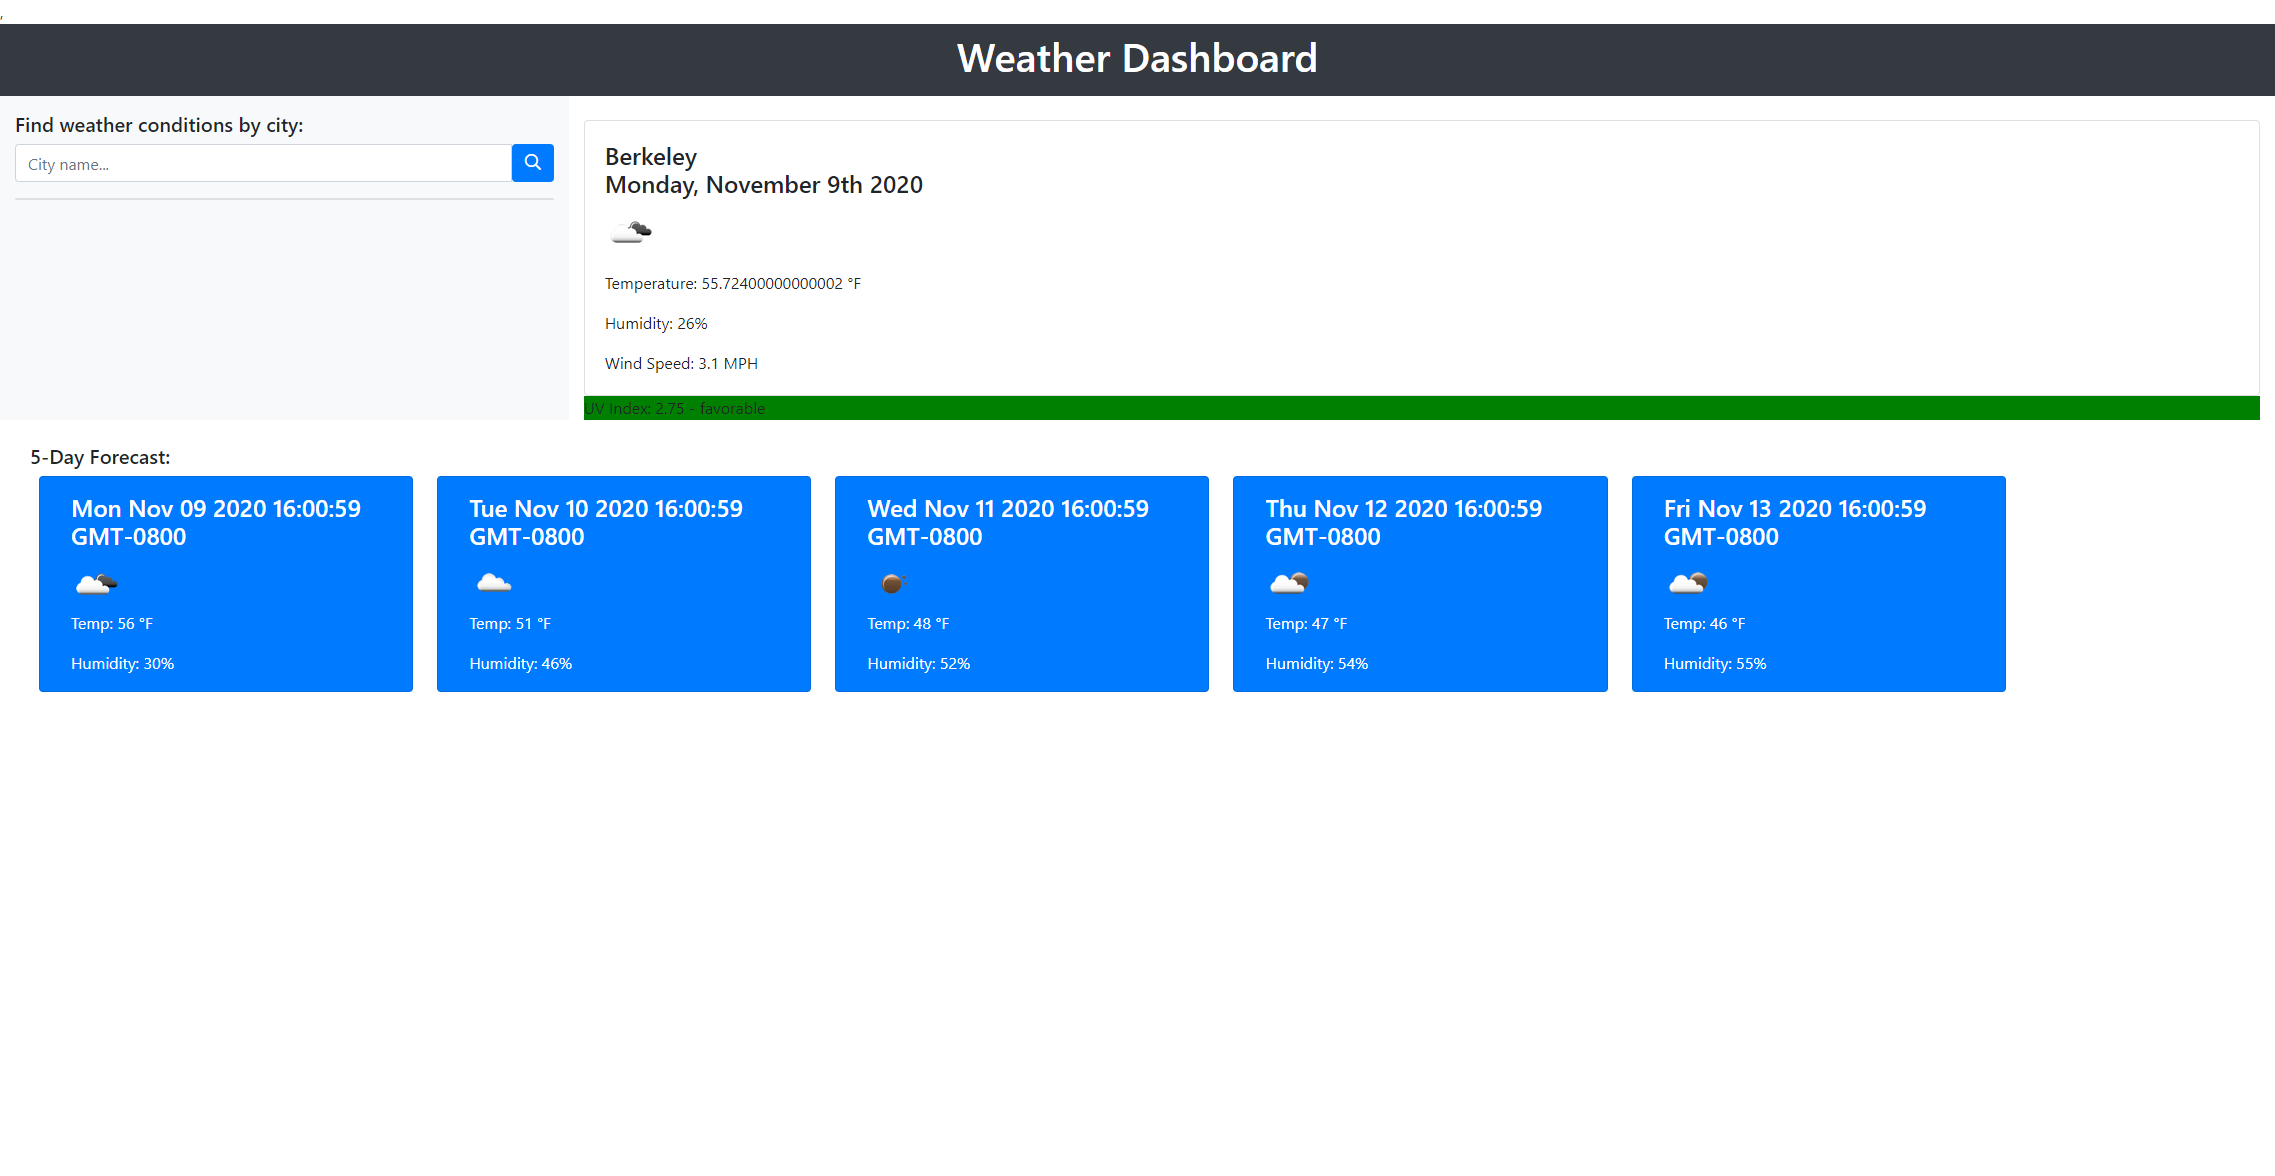 ,
Weather Dashboard
Find weather conditions by city:
City name...
Berkeley
Monday, November 9th 2020
Temperature: 55.72400000000002 °F
Humidity: 26%
Wind Speed: 3.1 MPH
UV Index: 2.75 - favorable
5-Day Forecast:
Mon Nov 09 2020 16:00:59
GMT-0800
Temp: 56 °F
Humidity: 30%
Tue Nov 10 2020 16:00:59
GMT-0800
Temp: 51 °F
Humidity: 46%
Wed Nov 11 2020 16:00:59
GMT-0800
Temp: 48 °F
Humidity: 52%
Thu Nov 12 2020 16:00:59
GMT-0800
Temp: 47 °F
Humidity: 54%
Fri Nov 13 2020 16:00:59
GMT-0800
Temp: 46 °F
Humidity: 55%